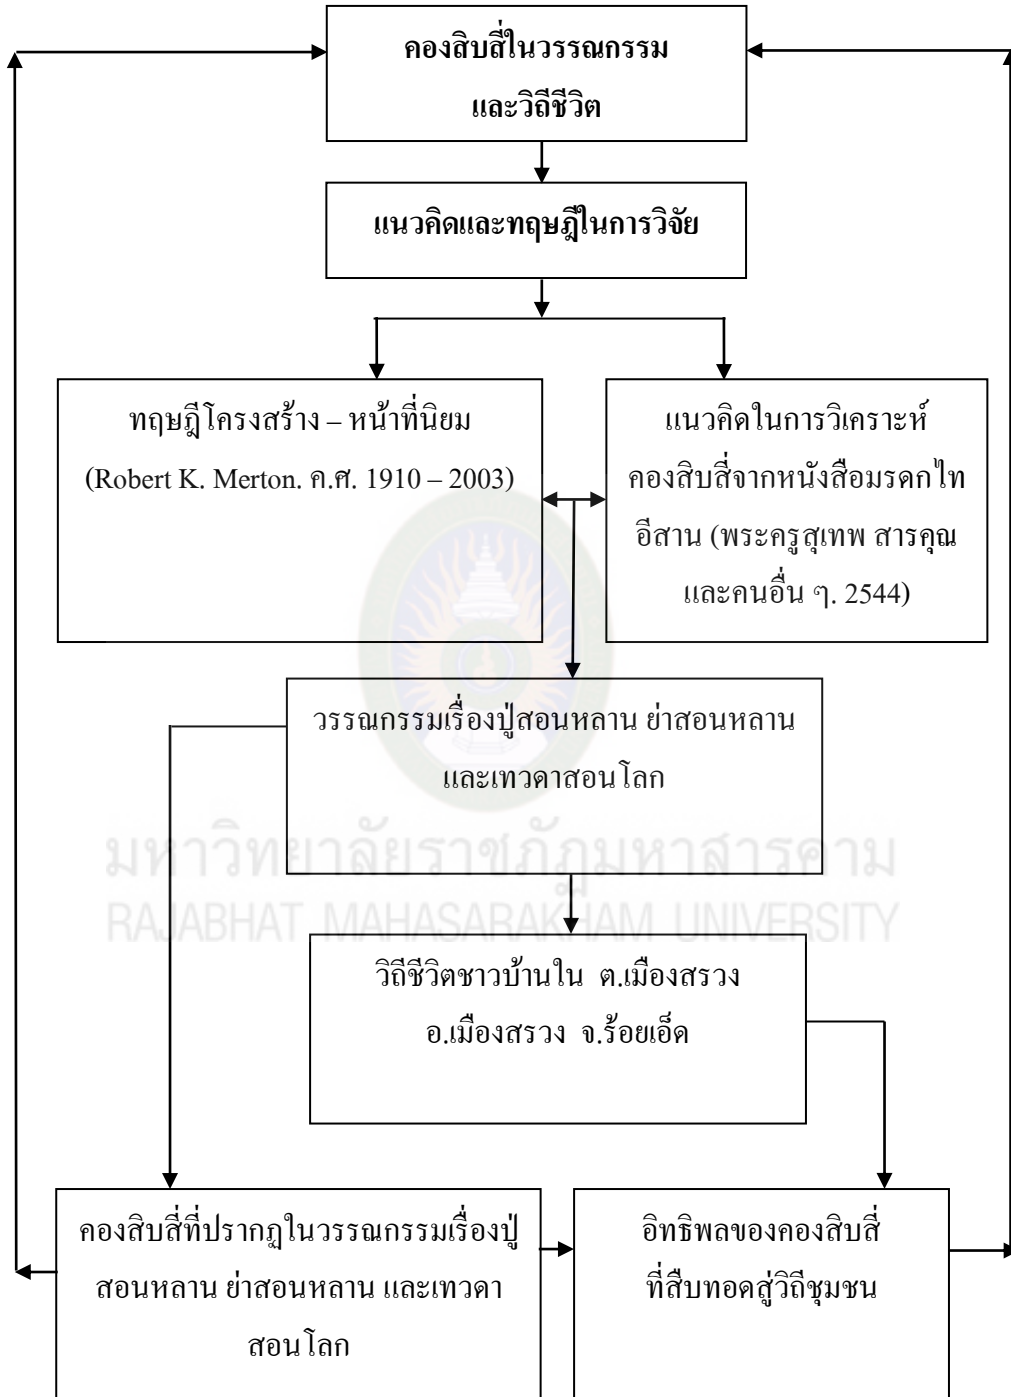 คองสิบสี่ในวรรณกรรม
และวิถีชีวิต
แนวคิดและทฤษฎีในการวิจัย
ทฤษฎีโครงสร้าง – หน้าที่นิยม
(Robert K. Merton. ค.ศ. 1910 – 2003)
แนวคิดในการวิเคราะห์
คองสิบสี่จากหนังสือมรดกไท
อีสาน (พระครูสุเทพ สารคุณ
และคนอื่น ๆ. 2544)
วรรณกรรมเรื่องปู่สอนหลาน ย่าสอนหลาน
และเทวดาสอนโลก
มหาวิทยาลัยราชภัฏมหาสารคาม
RAJABHAT MAHASARAKHAM UNIVERSITY
วิถีชีวิตชาวบ้านใน ต.เมืองสรวง
อ.เมืองสรวง จ.ร้อยเอ็ด
คองสิบสี่ที่ปรากฏในวรรณกรรมเรื่องปู่
สอนหลาน ย่าสอนหลาน และเทวดา
สอนโลก
อิทธิพลของคองสิบสี่
ที่สืบทอดสู่วิถีชุมชน